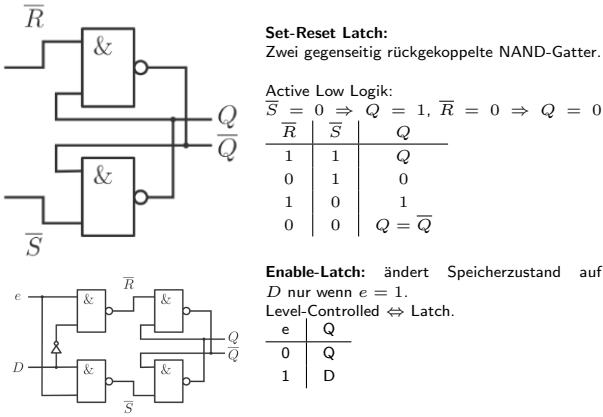 R̅
&
Q
Q̅
&
S̅
Set-Reset Latch:
Zwei gegenseitig rückgekoppelte NAND-Gatter.
Active Low Logik:
S̅ = 0 ⇒ Q = 1, R̅ = 0 ⇒ Q = 0
R̅ S̅ Q
1 1 Q
0 1 0
1 0 1
0 0 Q = Q̅
e
R̅
& &
Q
Q̅
D
& &
S̅
Enable-Latch: ändert Speicherzustand auf
D nur wenn e = 1.
Level-Controlled ⇔ Latch.
e Q
0 Q
1 D